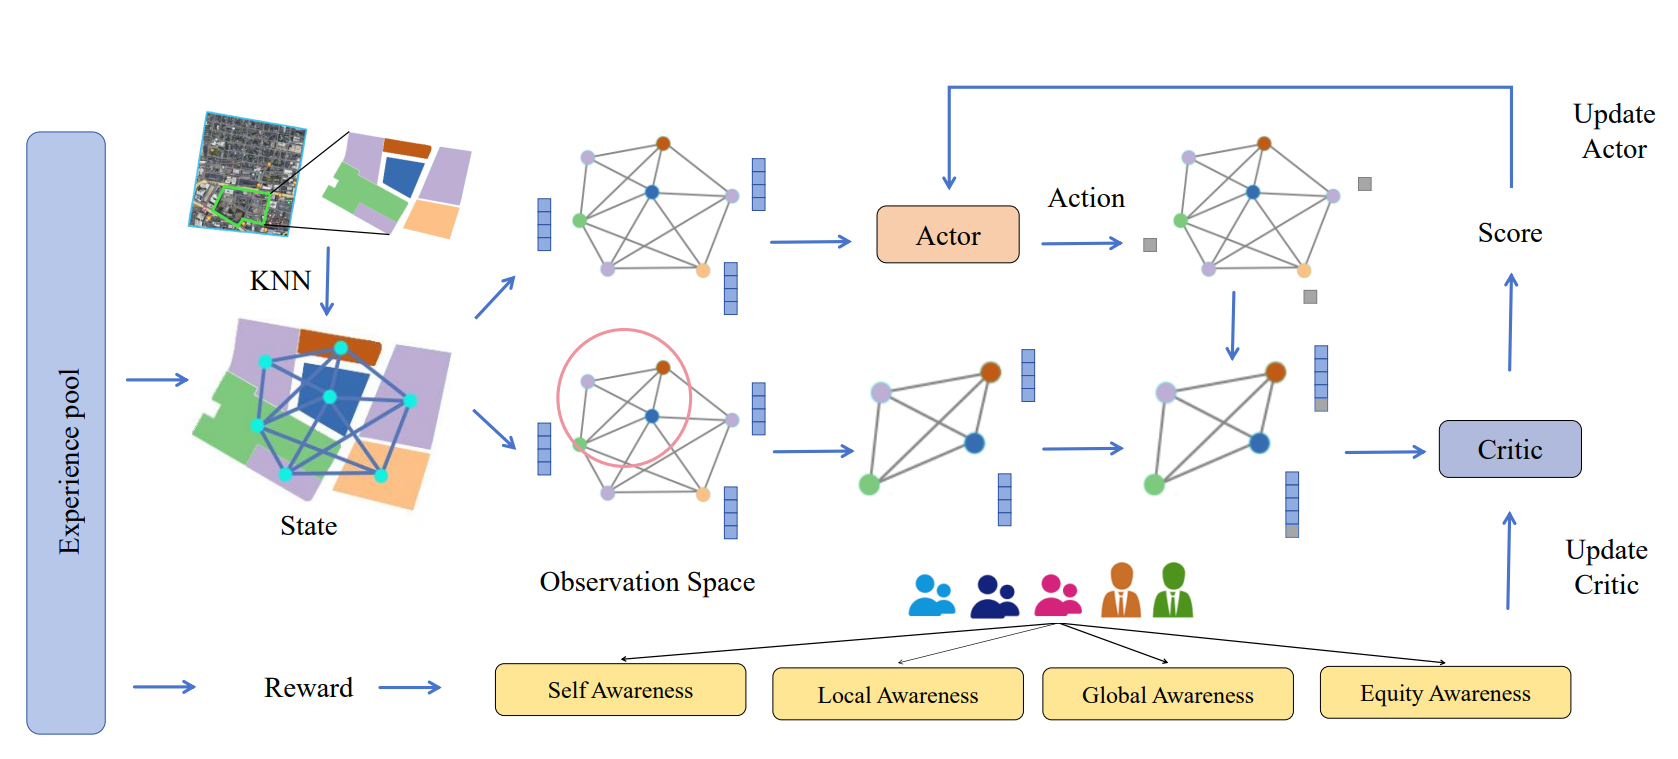 Experience pool
KNN
State
Observation Space
Actor
Action
Update
Actor
Score
Critic
Update
Critic
Reward
Self Awareness
Local Awareness
Global Awareness
Equity Awareness